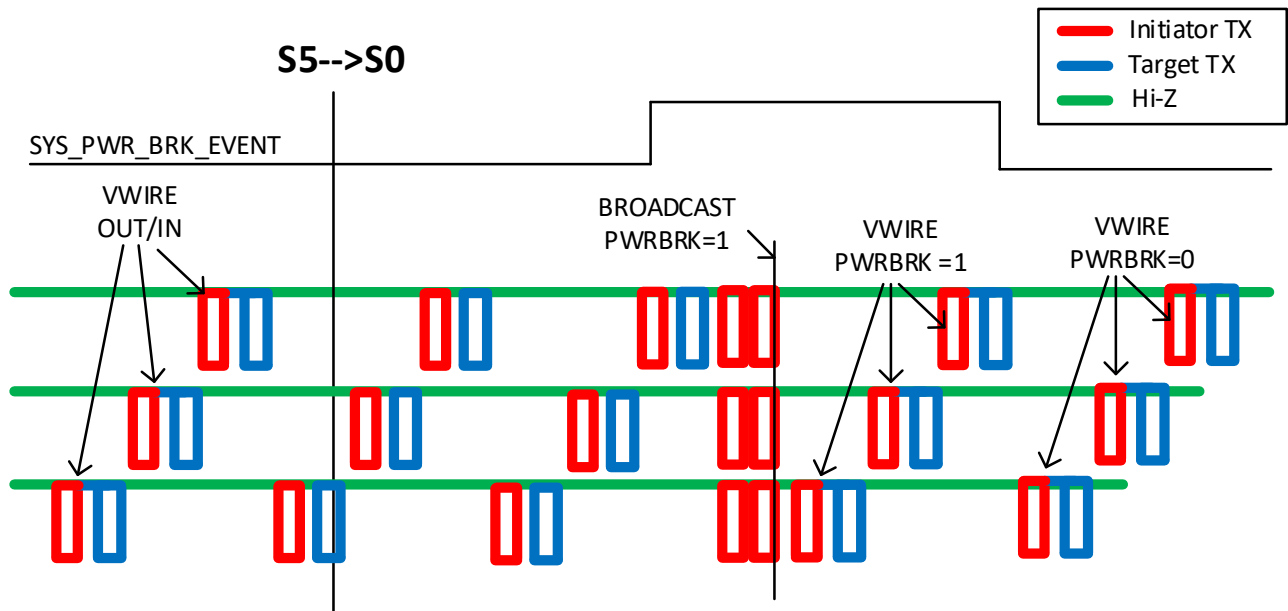 Initiator TX
Target TX
Hi-Z
S5-->S0
SYS_PWR_BRK_EVENT
VWIRE
OUT/IN
BROADCAST
PWRBRK=1
VWIRE
PWRBRK =1
VWIRE
PWRBRK=0